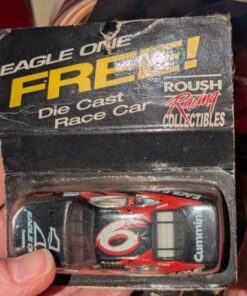 EAGLE ONE
FREE!
Die Cast
Race Car
ROUSH
Racing
COLLECTIBLES
6
Cummins